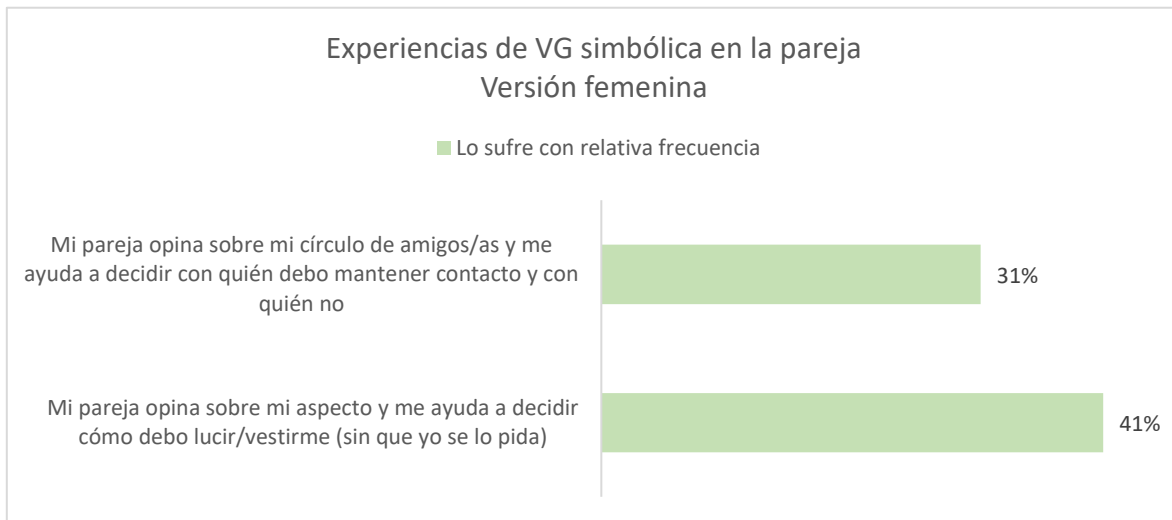 Experiencias de VG simbólica en la pareja
Versión femenina
Lo sufre con relativa frecuencia
Mi pareja opina sobre mi círculo de amigos/as y me
ayuda a decidir con quién debo mantener contacto y con
quién no
31%
Mi pareja opina sobre mi aspecto y me ayuda a decidir
cómo debo lucir/vestirme (sin que yo se lo pida)
41%